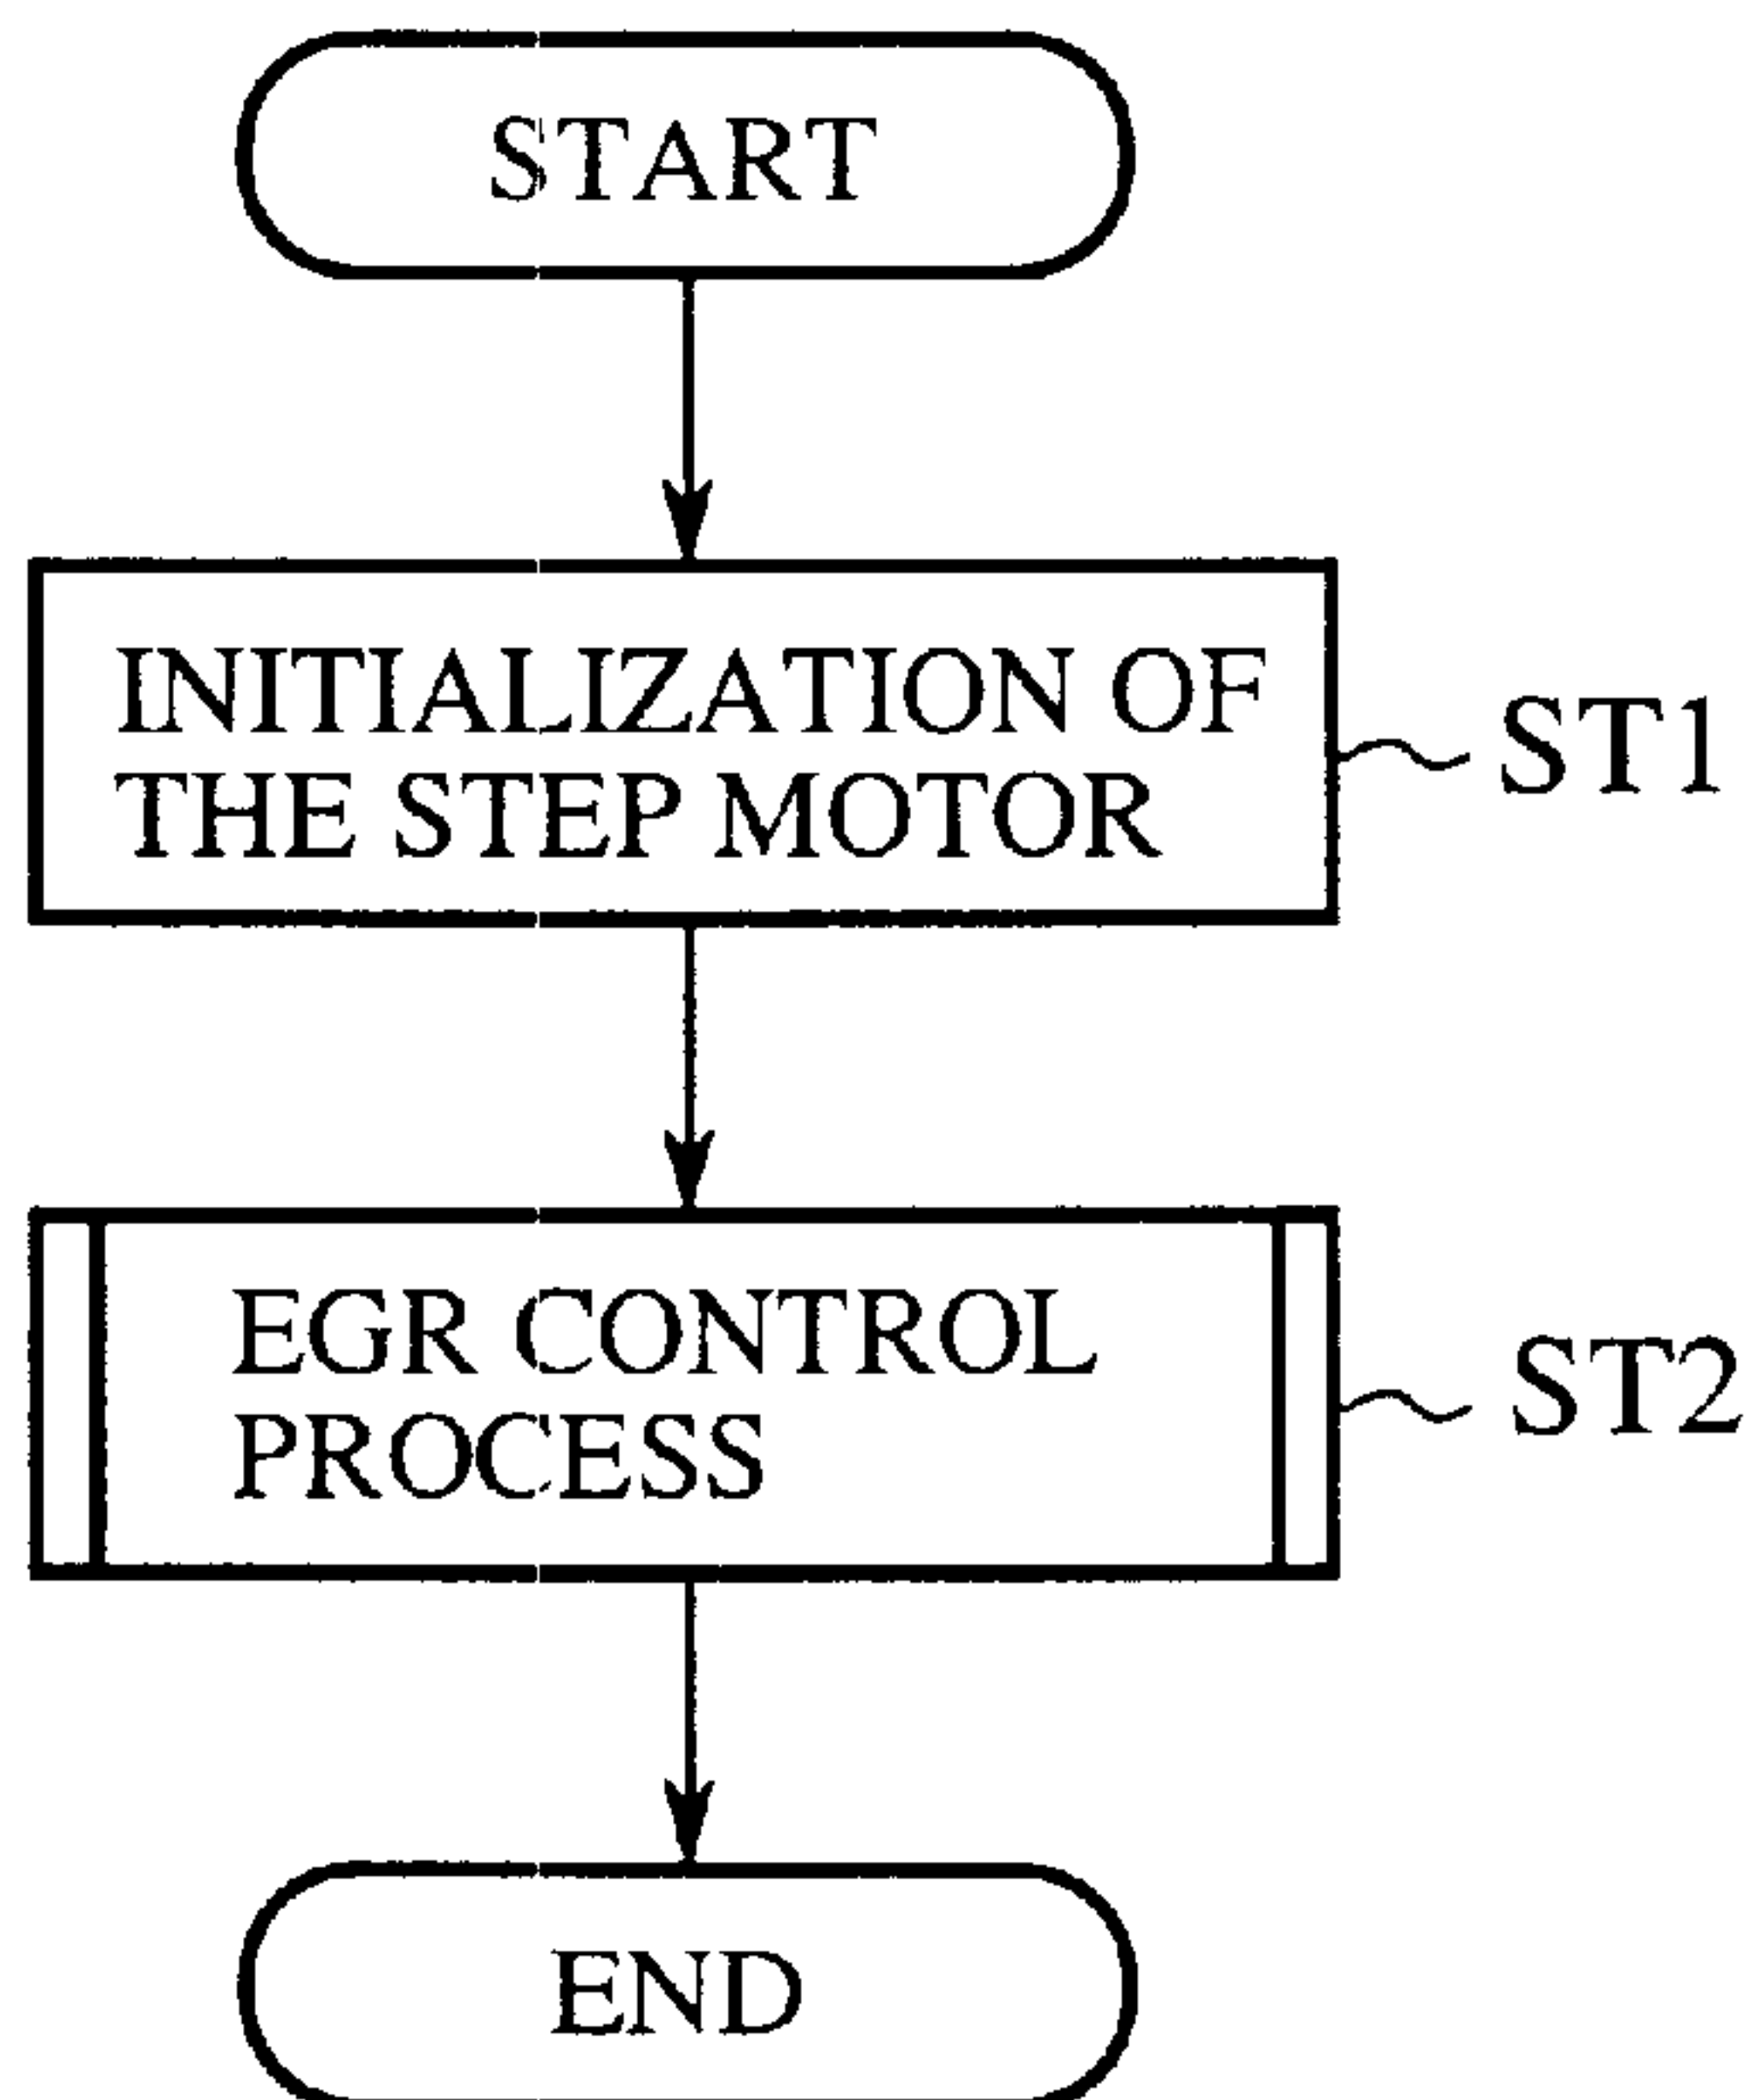 START
INITIALIZATION OF
THE STEP MOTOR
ST1
EGR CONTROL
PROCESS
ST2
END